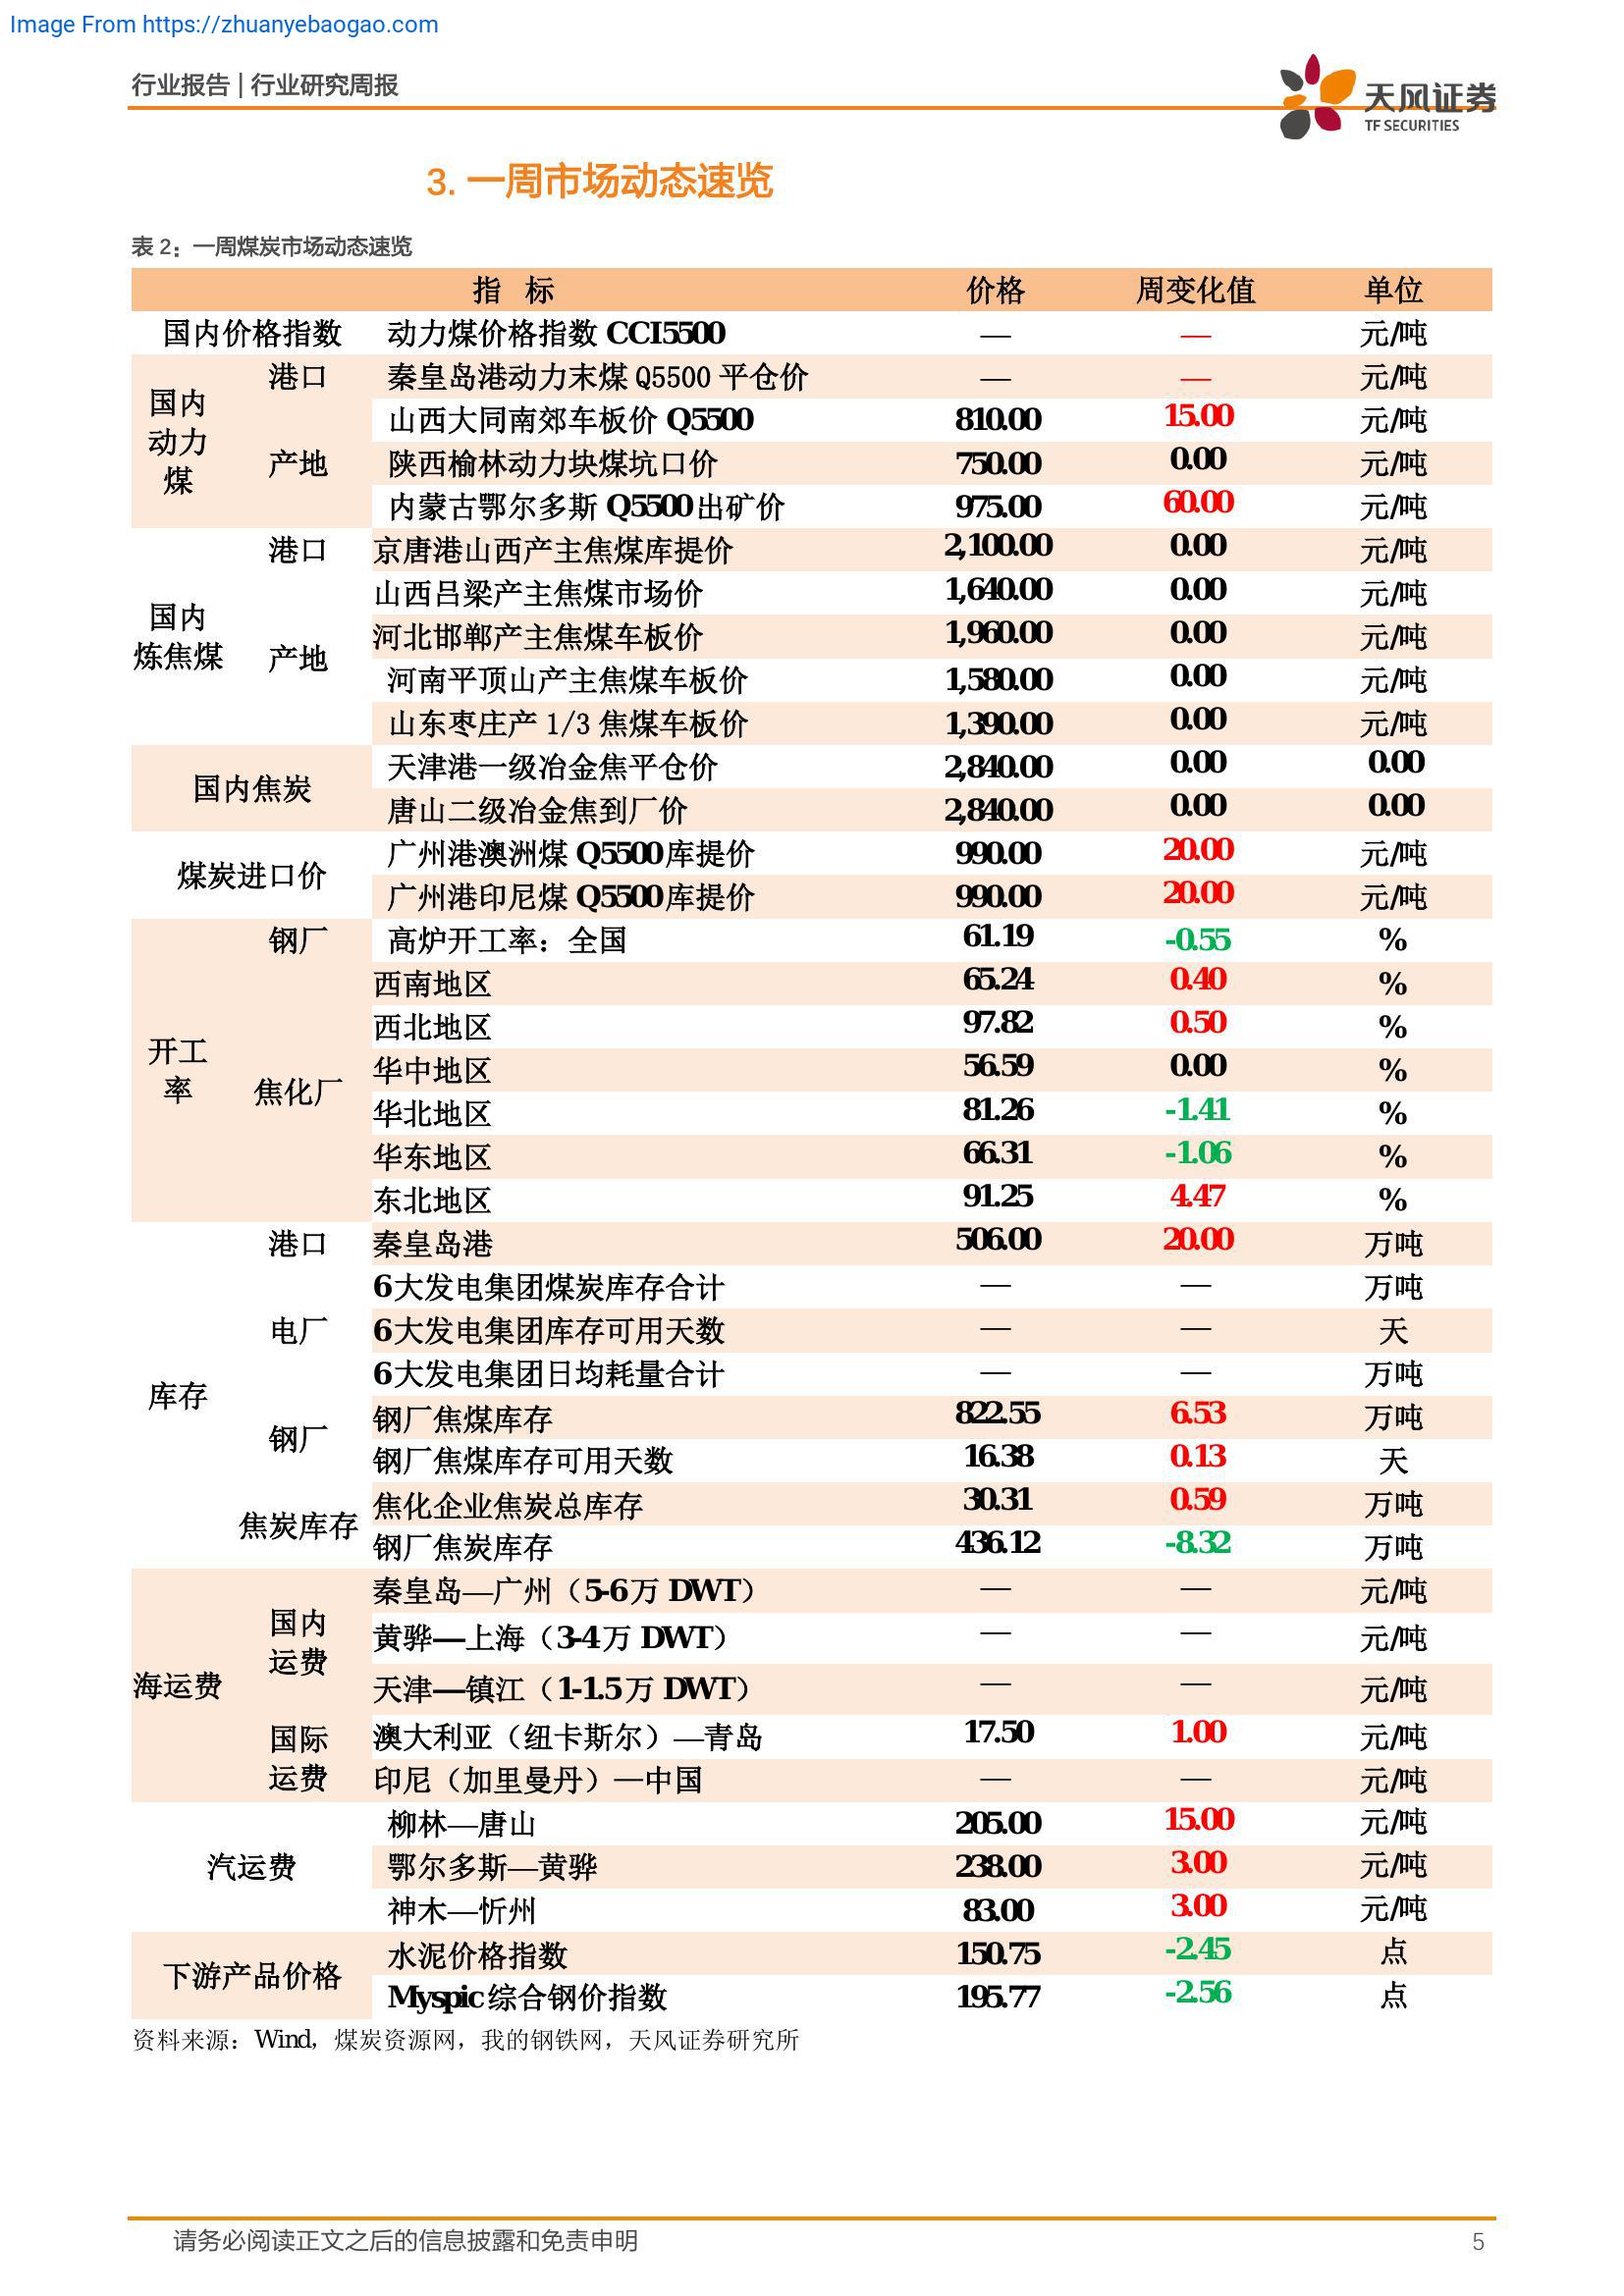 Image From https://zhuanyebaogao.com
行业报告 | 行业研究周报
天风证券
TF SECURITIES
3. 一周市场动态速览
表 2：一周煤炭市场动态速览
指 标 价格 周变化值 单位
国内价格指数 动力煤价格指数 CCI5500 — — 元/吨
国内动力煤 港口 秦皇岛港动力末煤 Q5500 平仓价 — — 元/吨
产地 山西大同南郊车板价 Q5500 810.00 15.00 元/吨
陕西榆林动力块煤坑口价 750.00 0.00 元/吨
内蒙古鄂尔多斯 Q5500 出矿价 975.00 60.00 元/吨
国内炼焦煤 港口 京唐港山西产主焦煤库提价 2,100.00 0.00 元/吨
产地 山西吕梁产主焦煤市场价 1,640.00 0.00 元/吨
河北邯郸产主焦煤车板价 1,960.00 0.00 元/吨
河南平顶山产主焦煤车板价 1,580.00 0.00 元/吨
山东枣庄产 1/3 焦煤车板价 1,390.00 0.00 元/吨
国内焦炭 天津港一级冶金焦平仓价 2,840.00 0.00 0.00
唐山二级冶金焦到厂价 2,840.00 0.00 0.00
煤炭进口价 广州港澳洲煤 Q5500 库提价 990.00 20.00 元/吨
广州港印尼煤 Q5500 库提价 990.00 20.00 元/吨
开工率 钢厂 高炉开工率：全国 61.19 -0.55 %
焦化厂 西南地区 65.24 0.40 %
西北地区 97.82 0.50 %
华中地区 56.59 0.00 %
华北地区 81.26 -1.41 %
华东地区 66.31 -1.06 %
东北地区 91.25 4.47 %
库存 港口 秦皇岛港 506.00 20.00 万吨
电厂 6大发电集团煤炭库存合计 — — 万吨
6大发电集团库存可用天数 — — 天
6大发电集团日均耗量合计 — — 万吨
钢厂 钢厂焦煤库存 822.55 6.53 万吨
钢厂焦煤库存可用天数 16.38 0.13 天
焦炭库存 焦化企业焦炭总库存 30.31 0.59 万吨
钢厂焦炭库存 436.12 -8.32 万吨
海运费 国内运费 秦皇岛—广州（5-6 万 DWT） — — 元/吨
黄骅—上海（3-4 万 DWT） — — 元/吨
天津—镇江（1-1.5 万 DWT） — — 元/吨
国际运费 澳大利亚（纽卡斯尔）—青岛 17.50 1.00 元/吨
印尼（加里曼丹）—中国 — — 元/吨
汽运费 柳林—唐山 205.00 15.00 元/吨
鄂尔多斯—黄骅 238.00 3.00 元/吨
神木—忻州 83.00 3.00 元/吨
下游产品价格 水泥价格指数 150.75 -2.45 点
Myspic 综合钢价指数 195.77 -2.56 点
资料来源：Wind，煤炭资源网，我的钢铁网，天风证券研究所
请务必阅读正文之后的信息披露和免责申明 5